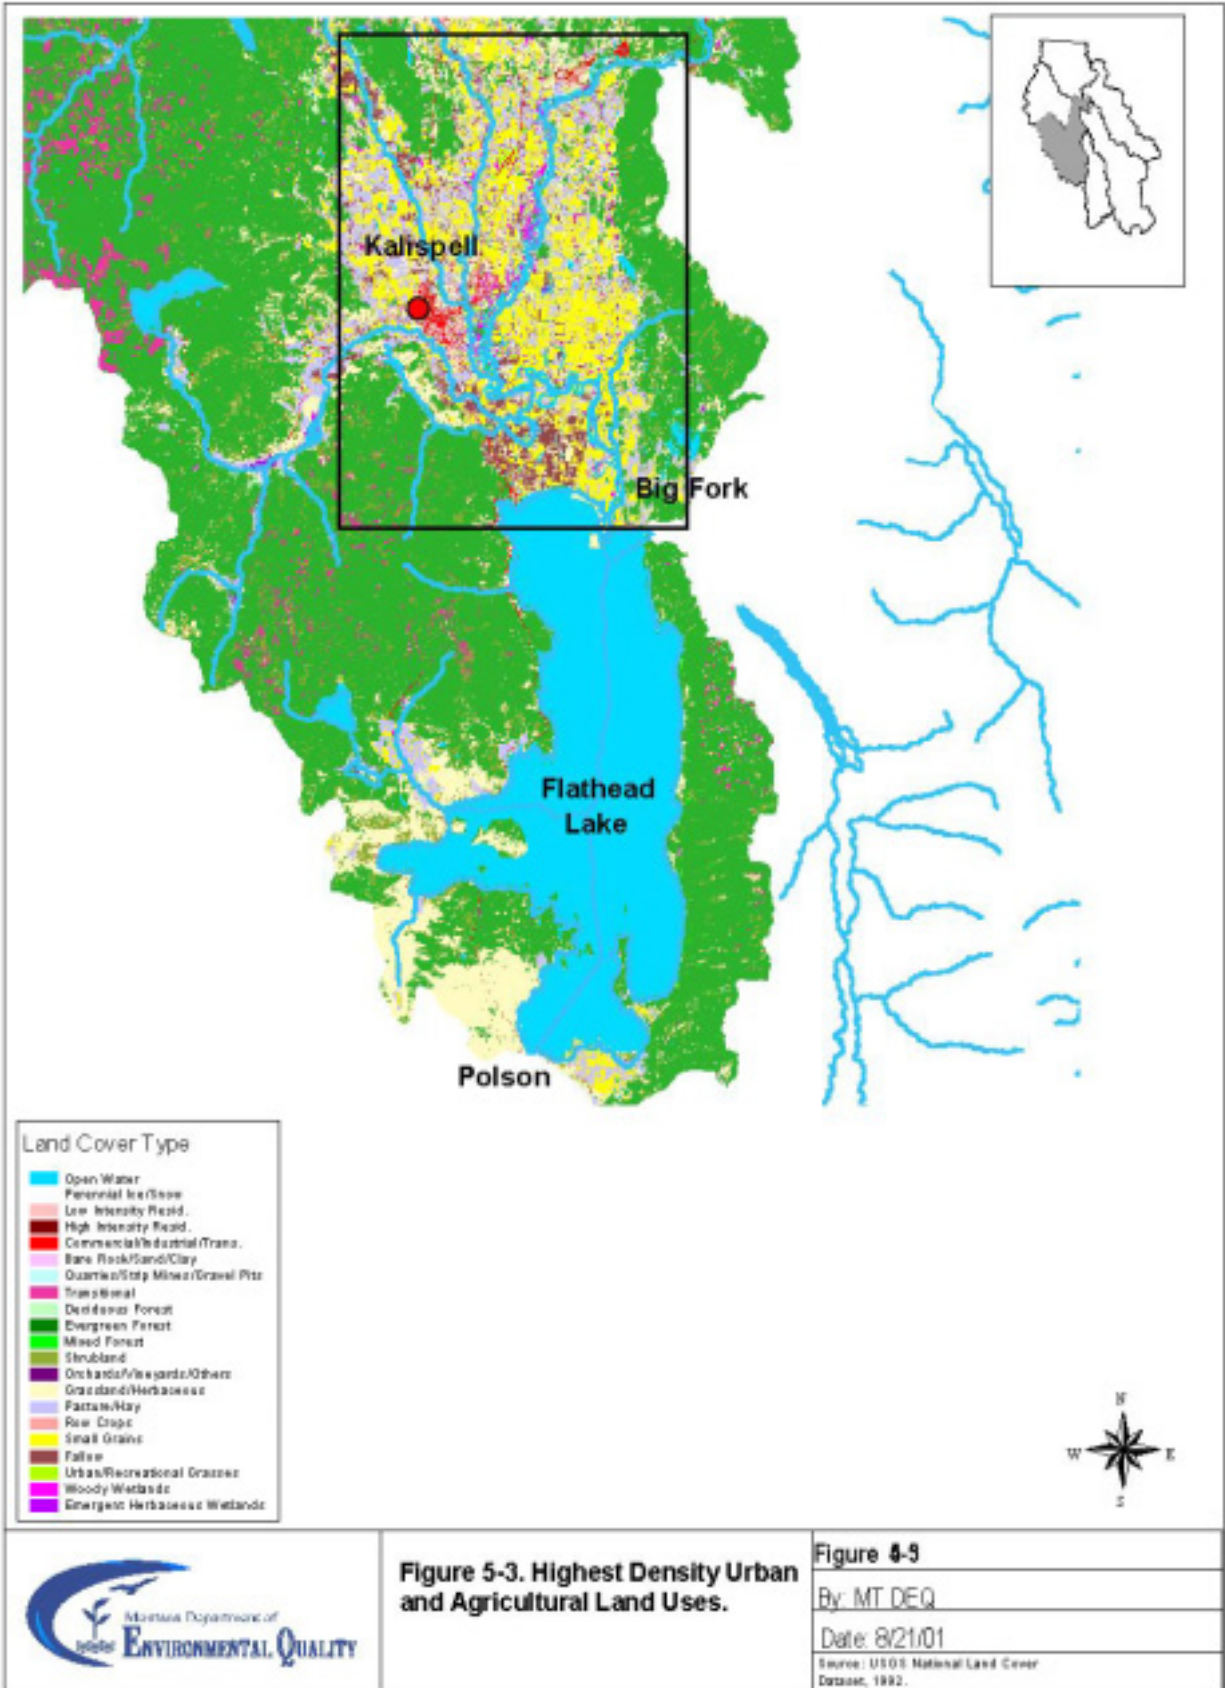 Kalispell
Big Fork
Flathead
Lake
Polson
Land Cover Type
Open Water
Perennial Ice/Snow
Low Intensity Resid.
High Intensity Resid.
Commercial/Industrial/Trans.
Bare Rock/Sand/Clay
Quarries/Strip Mines/Gravel Pits
Transitional
Deciduous Forest
Evergreen Forest
Mixed Forest
Shrubland
Orchards/Vineyards/Others
Grassland/Herbaceous
Pasture/Hay
Row Crops
Small Grains
Fallow
Urban/Recreational Grasses
Woody Wetlands
Emergent Herbaceous Wetlands
N
W E
S
Montana Department of
ENVIRONMENTAL QUALITY
Figure 5-3. Highest Density Urban
and Agricultural Land Uses.
Figure
By: MT DEQ
Date: 8/21/01
Source: USGS National Land Cover
Dataset, 1992.